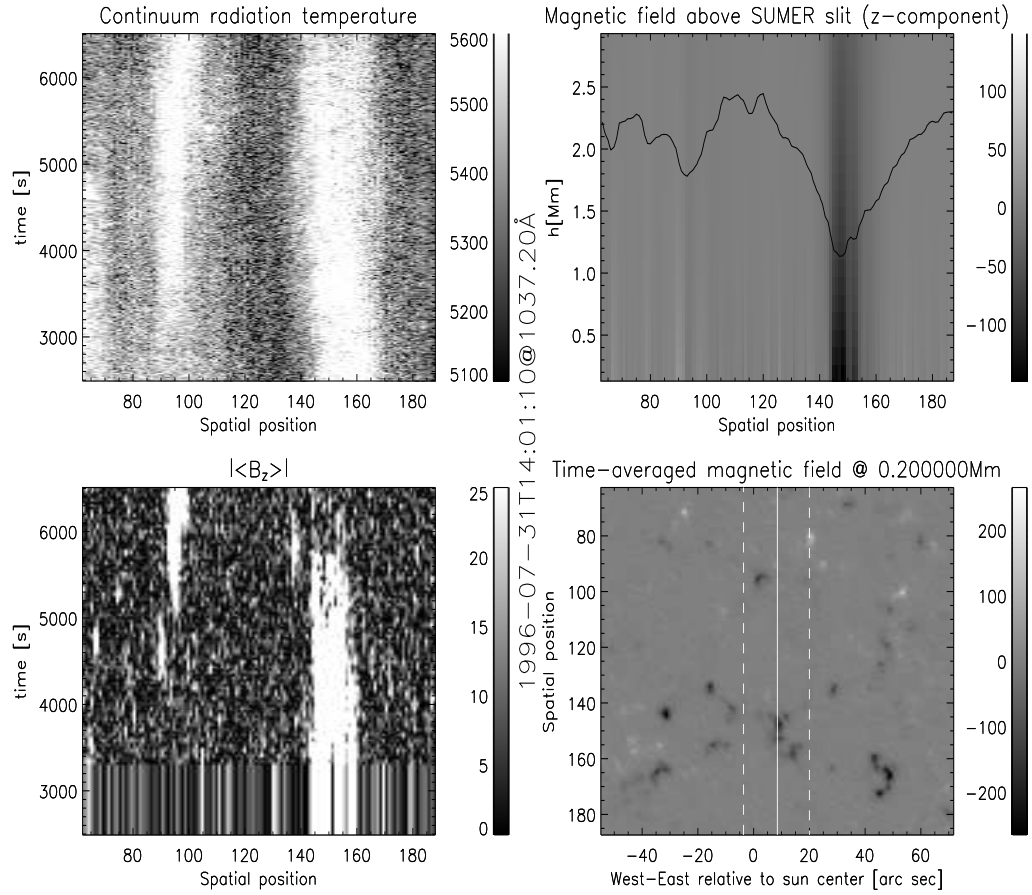 Continuum radiation temperature
6000
5000
4000
3000
time [s]
80 100 120 140 160 180
Spatial position
5600
5500
5400
5300
5200
5100
Magnetic field above SUMER slit (z-component)
2.5
2.0
1.5
1.0
0.5
h[Mm]
80 100 120 140 160 180
Spatial position
100
50
0
-50
-100
1996-07-31T14:01:10@1037.20Å
|<B_z>|
6000
5000
4000
3000
time [s]
80 100 120 140 160 180
Spatial position
25
20
15
10
5
0
Time-averaged magnetic field @ 0.200000Mm
80
100
120
140
160
180
Spatial position
-40 -20 0 20 40 60
West-East relative to sun center [arc sec]
200
100
0
-100
-200